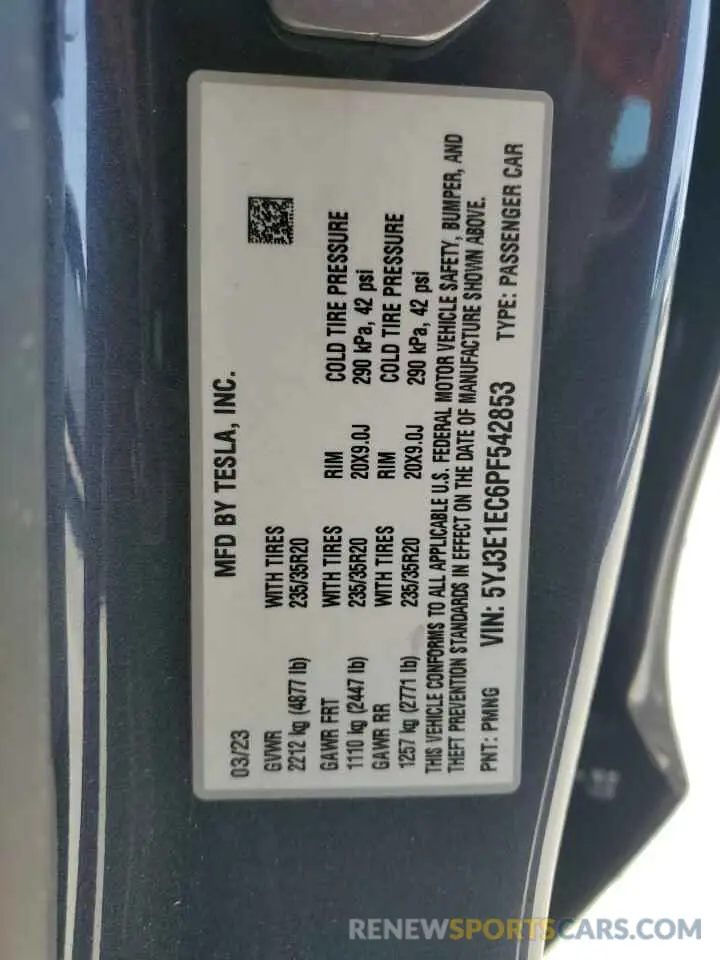 MFD BY TESLA, INC.
03/23
GVWR WITH TIRES
2212 kg (4877 lb) 235/35R20
GAWR FRT WITH TIRES RIM COLD TIRE PRESSURE
1110 kg (2447 lb) 235/35R20 20X9.0J 290 kPa, 42 psi
GAWR RR WITH TIRES RIM COLD TIRE PRESSURE
1257 kg (2771 lb) 235/35R20 20X9.0J 290 kPa, 42 psi
THIS VEHICLE CONFORMS TO ALL APPLICABLE U.S. FEDERAL MOTOR VEHICLE SAFETY, BUMPER, AND
THEFT PREVENTION STANDARDS IN EFFECT ON THE DATE OF MANUFACTURE SHOWN ABOVE.
PNT: PMNG VIN: 5YJ3E1EC6PF542853 TYPE: PASSENGER CAR
RENEWSPORTSCAR.COM